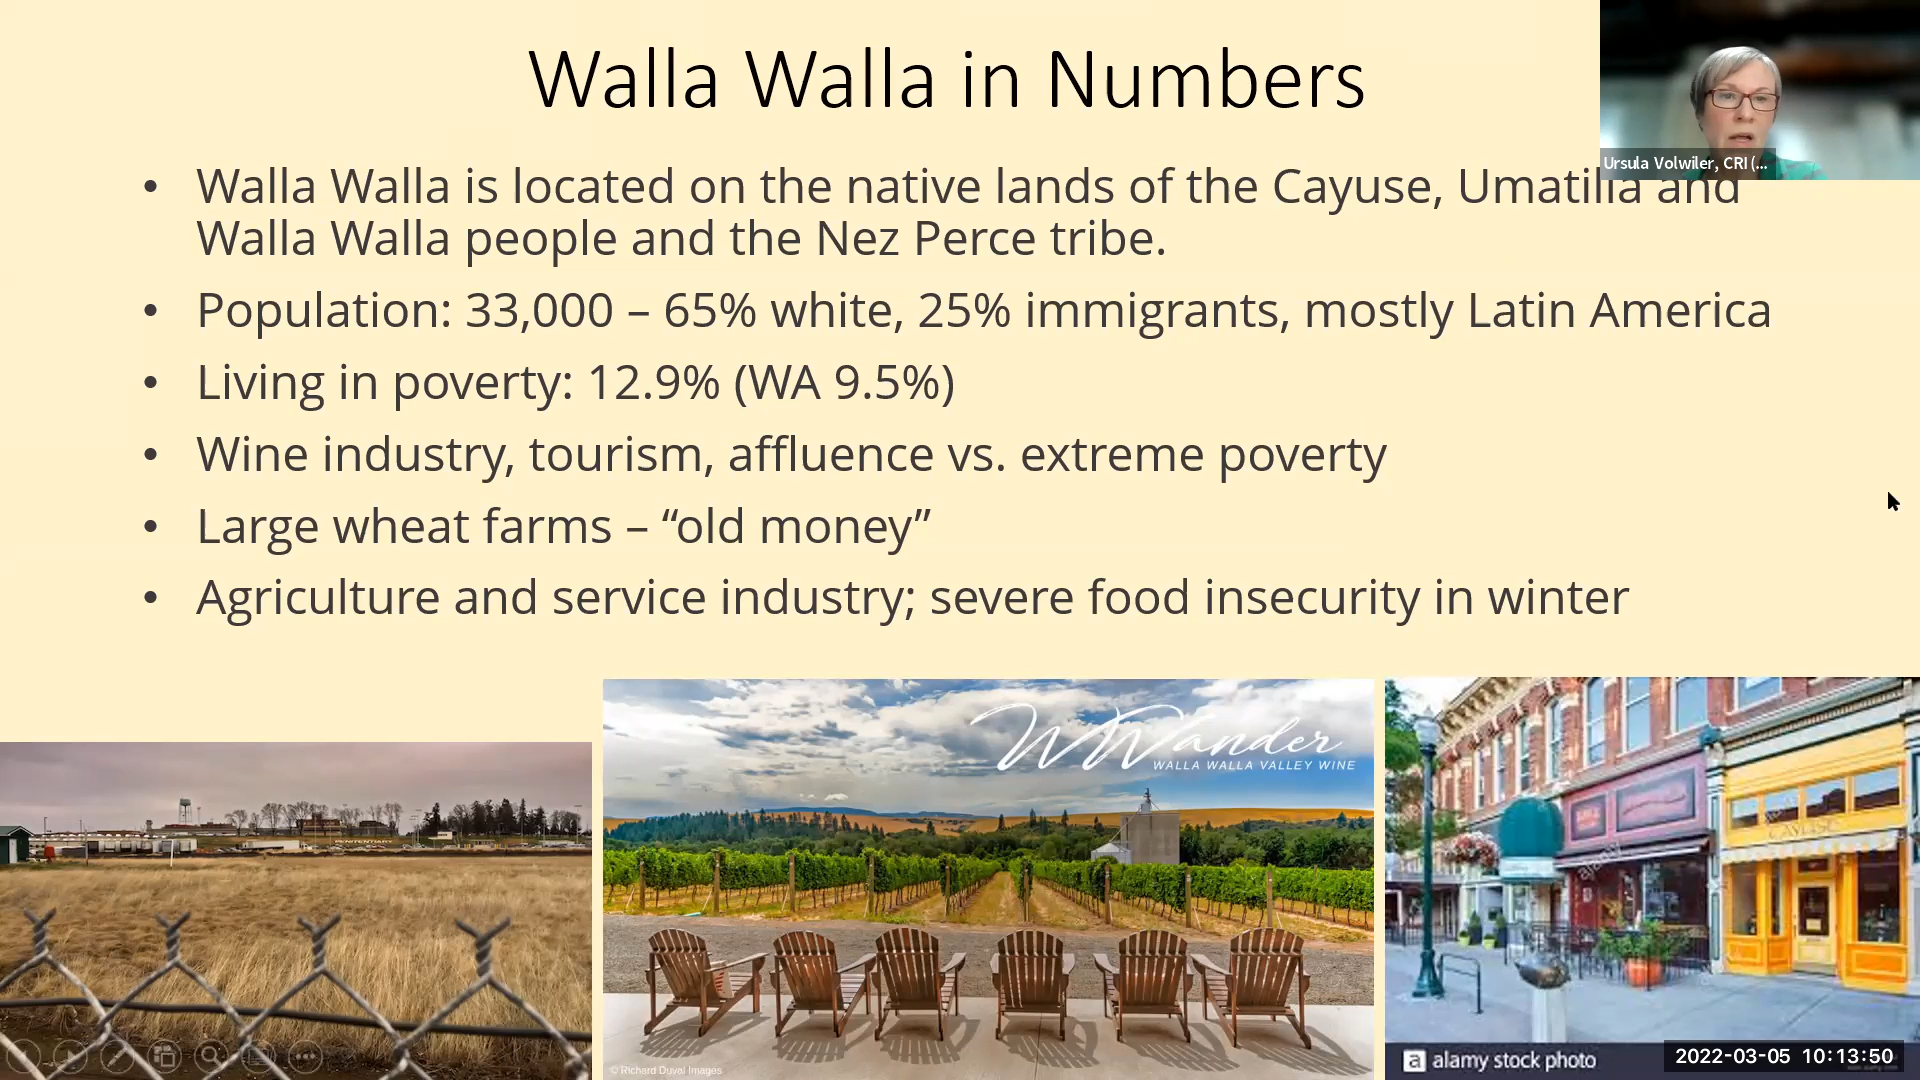 Walla Walla in Numbers
Ursula Volwiler, CRI (...
• Walla Walla is located on the native lands of the Cayuse, Umatilla and
Walla Walla people and the Nez Perce tribe.
• Population: 33,000 – 65% white, 25% immigrants, mostly Latin America
• Living in poverty: 12.9% (WA 9.5%)
• Wine industry, tourism, affluence vs. extreme poverty
• Large wheat farms – “old money”
• Agriculture and service industry; severe food insecurity in winter
PENITENTIARY
WWander
WALLA WALLA VALLEY WINE
© Richard Duval Images
CAYUSE
alamy
a alamy stock photo
2022-03-05 10:13:50